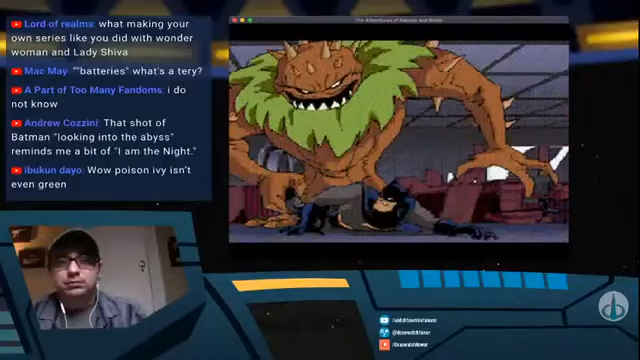 Lord of realms: what making your
own series like you did with wonder
woman and Lady Shiva
Mac May: ""batteries" what's a tery?
A Part of Too Many Fandoms: i do
not know
Andrew Cozzini: That shot of
Batman "looking into the abyss"
reminds me a bit of "I am the Night."
ibukun dayo: Wow poison ivy isn't
even green
The Adventures of Batman and Robin